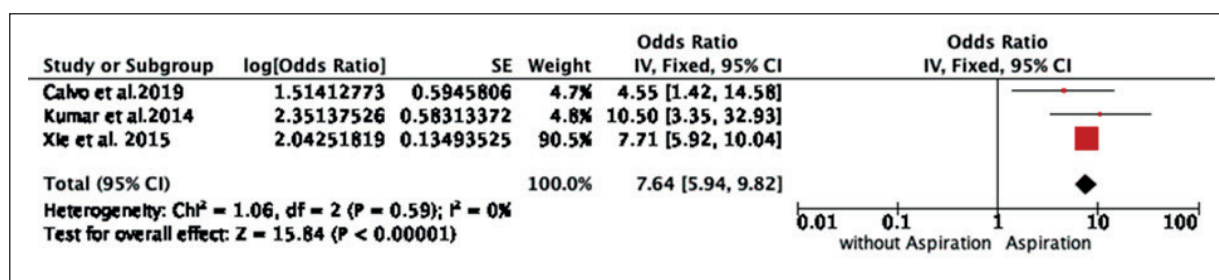 Odds Ratio Odds Ratio
Study or Subgroup log[Odds Ratio] SE Weight IV, Fixed, 95% CI IV, Fixed, 95% CI
Calvo et al.2019 1.51412773 0.5945806 4.7% 4.55 [1.42, 14.58]
Kumar et al.2014 2.35137526 0.58313372 4.8% 10.50 [3.35, 32.93]
Xie et al. 2015 2.04251819 0.13493525 90.5% 7.71 [5.92, 10.04]
Total (95% CI) 100.0% 7.64 [5.94, 9.82]
Heterogeneity: Chi² = 1.06, df = 2 (P = 0.59); I² = 0%
Test for overall effect: Z = 15.84 (P < 0.00001)
0.01 0.1 1 10 100
without Aspiration Aspiration